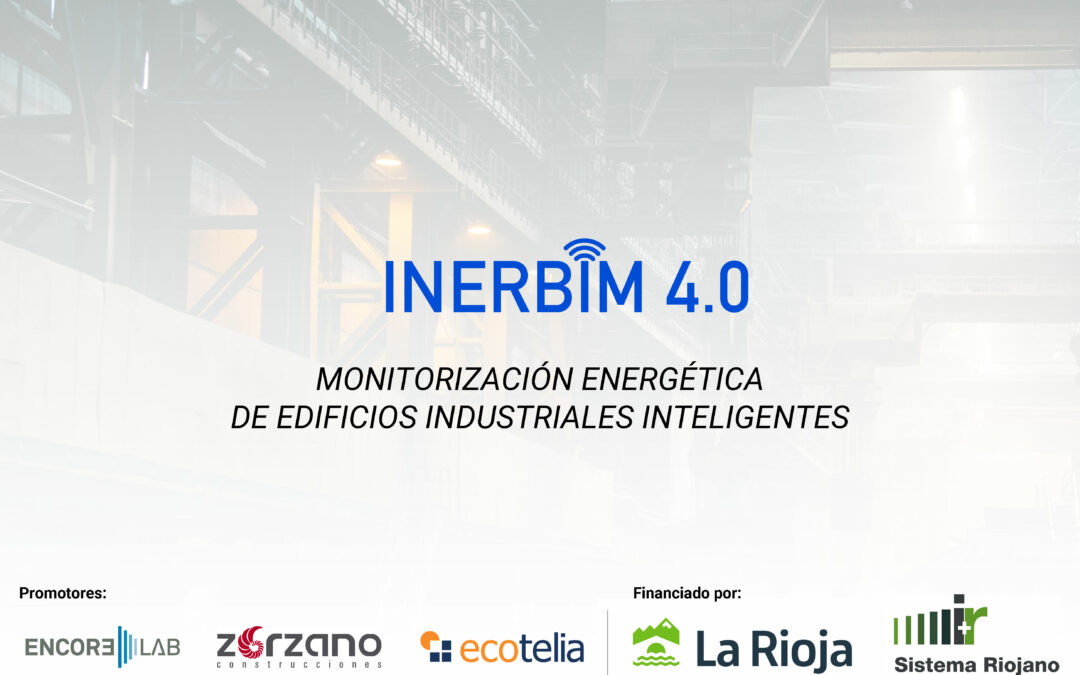 INERBIM 4.0
MONITORIZACIÓN ENERGÉTICA
DE EDIFICIOS INDUSTRIALES INTELIGENTES
Promotores:
Financiado por:
ENCORE LAB
zorzano
construcciones
ecotelia
La Rioja
ir
Sistema Riojano